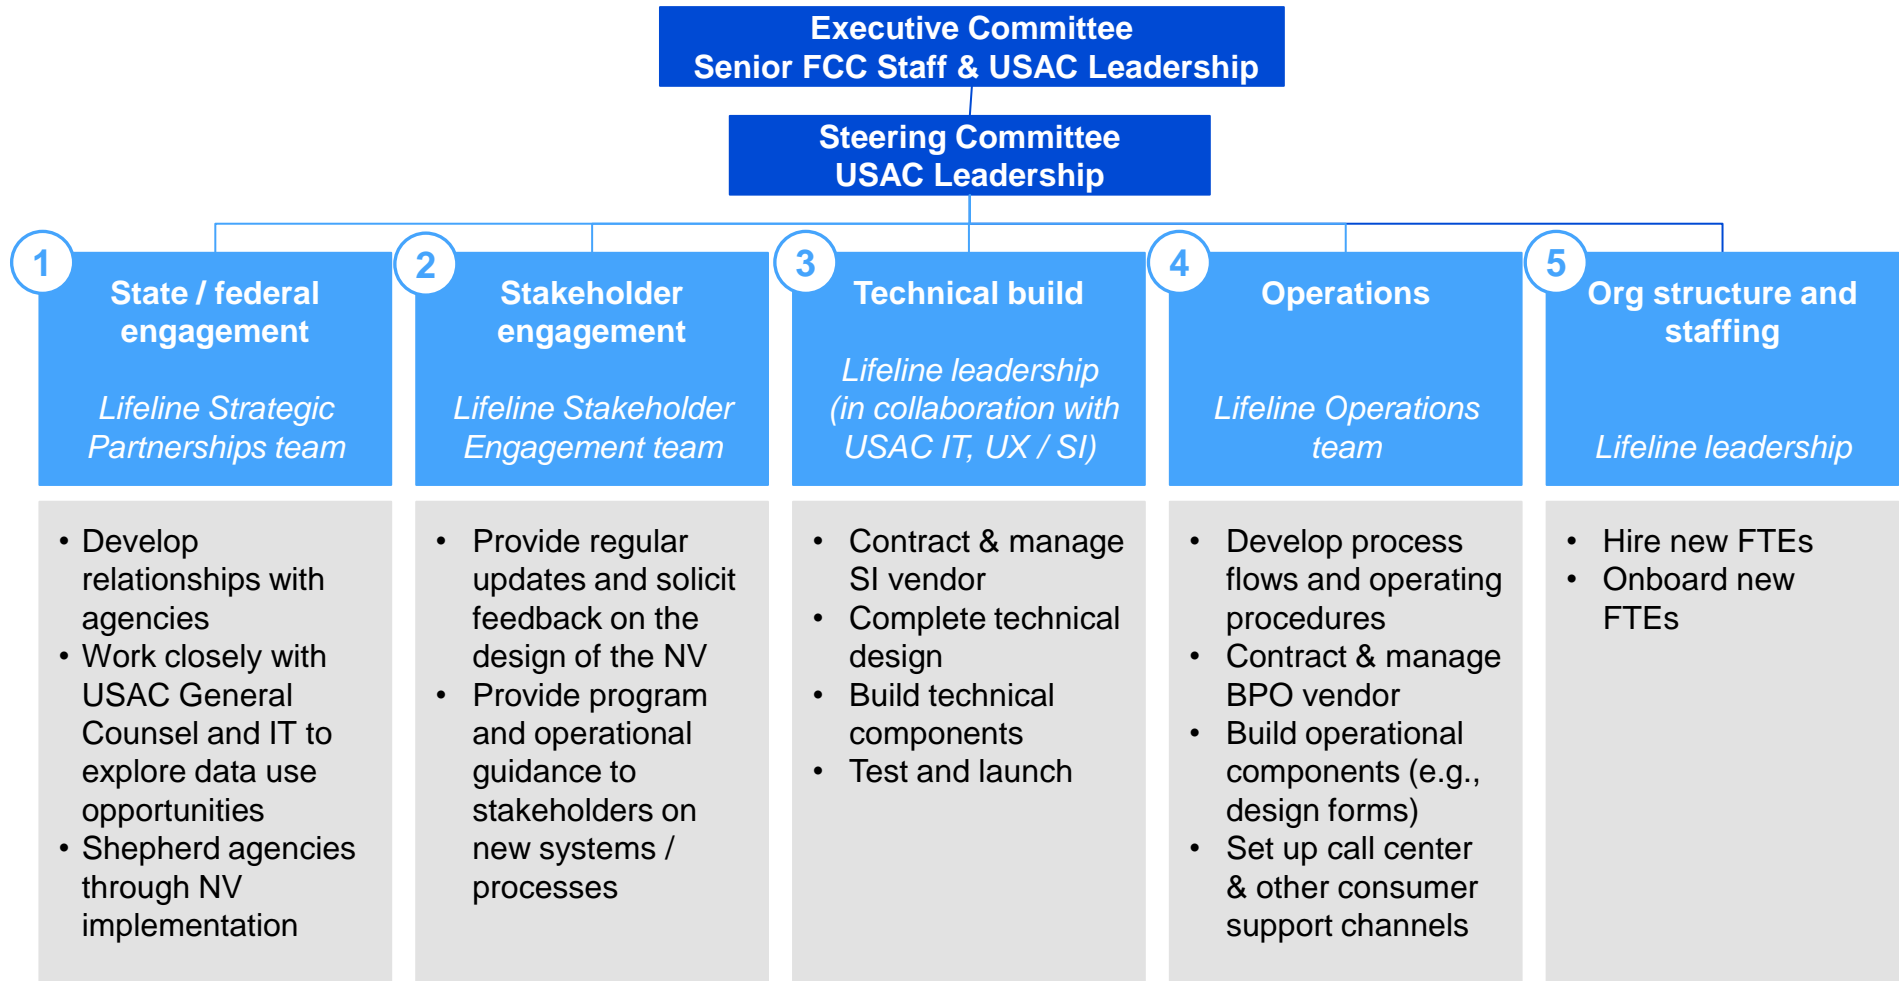 Executive Committee
Senior FCC Staff & USAC Leadership
Steering Committee
USAC Leadership
1
State / federal
engagement
Lifeline Strategic
Partnerships team
• Develop
relationships with
agencies
• Work closely with
USAC General
Counsel and IT to
explore data use
opportunities
• Shepherd agencies
through NV
implementation
2
Stakeholder
engagement
Lifeline Stakeholder
Engagement team
• Provide regular
updates and solicit
feedback on the
design of the NV
• Provide program
and operational
guidance to
stakeholders on
new systems /
processes
3
Technical build
Lifeline leadership
(in collaboration with
USAC IT, UX / SI)
• Contract & manage
SI vendor
• Complete technical
design
• Build technical
components
• Test and launch
4
Operations
Lifeline Operations
team
• Develop process
flows and operating
procedures
• Contract & manage
BPO vendor
• Build operational
components (e.g.,
design forms)
• Set up call center
& other consumer
support channels
5
Org structure and
staffing
Lifeline leadership
• Hire new FTEs
• Onboard new
FTEs